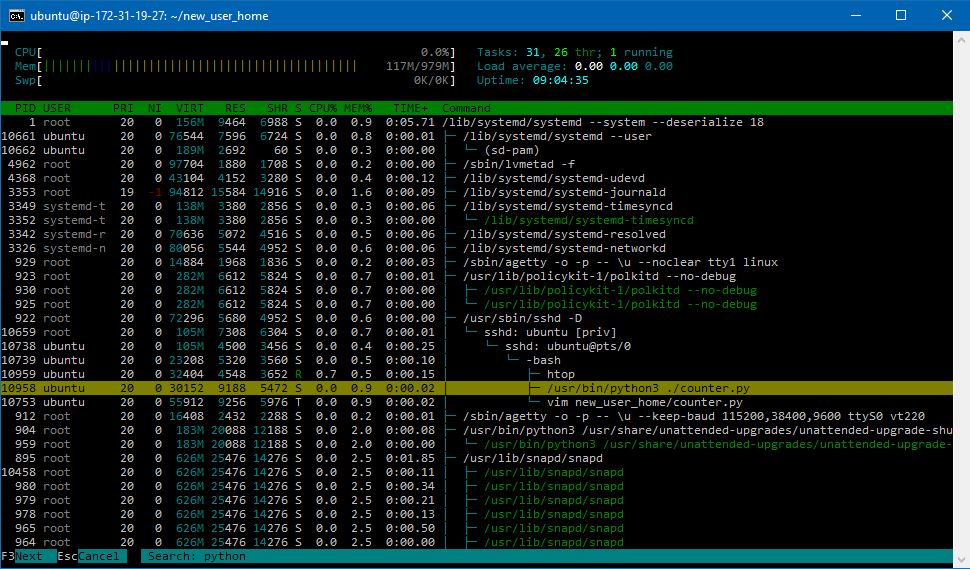 ubuntu@ip-172-31-19-27: ~/new_user_home
CPU[ 0.0%] Tasks: 31, 26 thr; 1 running
Mem[||||||||||||||||||||||||||||||||||||||||||||| 117M/979M] Load average: 0.00 0.00 0.00
Swp[ 0K/0K] Uptime: 09:04:35
PID USER PRI NI VIRT RES SHR S CPU% MEM% TIME+ Command
1 root 20 0 156M 9464 6988 S 0.0 0.9 0:05.71 /lib/systemd/systemd --system --deserialize 18
10661 ubuntu 20 0 76544 7596 6724 S 0.0 0.8 0:00.01 ├─ /lib/systemd/systemd --user
10662 ubuntu 20 0 189M 2692 60 S 0.0 0.3 0:00.00 │ └─ (sd-pam)
4962 root 20 0 97704 1880 1708 S 0.0 0.2 0:00.00 ├─ /sbin/lvmetad -f
4368 root 20 0 43104 4152 3280 S 0.0 0.4 0:00.12 ├─ /lib/systemd/systemd-udevd
3353 root 19 -1 94812 15584 14916 S 0.0 1.6 0:00.09 ├─ /lib/systemd/systemd-journald
3349 systemd-t 20 0 138M 3380 2856 S 0.0 0.3 0:00.06 ├─ /lib/systemd/systemd-timesyncd
3352 systemd-t 20 0 138M 3380 2856 S 0.0 0.3 0:00.00 │ └─ /lib/systemd/systemd-timesyncd
3342 systemd-r 20 0 70636 5072 4516 S 0.0 0.5 0:00.06 ├─ /lib/systemd/systemd-resolved
3326 systemd-n 20 0 80056 5544 4952 S 0.0 0.6 0:00.06 ├─ /lib/systemd/systemd-networkd
929 root 20 0 14884 1968 1836 S 0.0 0.2 0:00.03 ├─ /sbin/agetty -o -p -- \u --noclear tty1 linux
923 root 20 0 282M 6612 5824 S 0.0 0.7 0:00.01 ├─ /usr/lib/policykit-1/polkitd --no-debug
930 root 20 0 282M 6612 5824 S 0.0 0.7 0:00.00 │ ├─ /usr/lib/policykit-1/polkitd --no-debug
925 root 20 0 282M 6612 5824 S 0.0 0.7 0:00.00 │ └─ /usr/lib/policykit-1/polkitd --no-debug
922 root 20 0 72296 5680 4952 S 0.0 0.6 0:00.00 ├─ /usr/sbin/sshd -D
10659 root 20 0 105M 7308 6304 S 0.0 0.7 0:00.01 │ └─ sshd: ubuntu [priv]
10738 ubuntu 20 0 105M 4500 3456 S 0.0 0.4 0:00.25 │ └─ sshd: ubuntu@pts/0
10739 ubuntu 20 0 23208 5320 3560 S 0.0 0.5 0:00.10 │ └─ -bash
10959 ubuntu 20 0 32404 4548 3652 R 0.7 0.5 0:00.15 │ ├─ htop
10958 ubuntu 20 0 30152 9188 5472 S 0.0 0.9 0:00.02 │ ├─ /usr/bin/python3 ./counter.py
10753 ubuntu 20 0 55912 9256 5976 T 0.0 0.9 0:00.02 │ └─ vim new_user_home/counter.py
912 root 20 0 16408 2432 2288 S 0.0 0.2 0:00.01 ├─ /sbin/agetty -o -p -- \u --keep-baud 115200,38400,9600 ttyS0 vt220
904 root 20 0 183M 20088 12188 S 0.0 2.0 0:00.08 ├─ /usr/bin/python3 /usr/share/unattended-upgrades/unattended-upgrade-shu
959 root 20 0 183M 20088 12188 S 0.0 2.0 0:00.00 │ └─ /usr/bin/python3 /usr/share/unattended-upgrades/unattended-upgrade-
895 root 20 0 626M 25476 14276 S 0.0 2.5 0:01.85 ├─ /usr/lib/snapd/snapd
10458 root 20 0 626M 25476 14276 S 0.0 2.5 0:00.11 │ ├─ /usr/lib/snapd/snapd
980 root 20 0 626M 25476 14276 S 0.0 2.5 0:00.34 │ ├─ /usr/lib/snapd/snapd
979 root 20 0 626M 25476 14276 S 0.0 2.5 0:00.21 │ ├─ /usr/lib/snapd/snapd
978 root 20 0 626M 25476 14276 S 0.0 2.5 0:00.13 │ ├─ /usr/lib/snapd/snapd
965 root 20 0 626M 25476 14276 S 0.0 2.5 0:00.50 │ ├─ /usr/lib/snapd/snapd
964 root 20 0 626M 25476 14276 S 0.0 2.5 0:00.00 │ ├─ /usr/lib/snapd/snapd
F3Next EscCancel Search: python